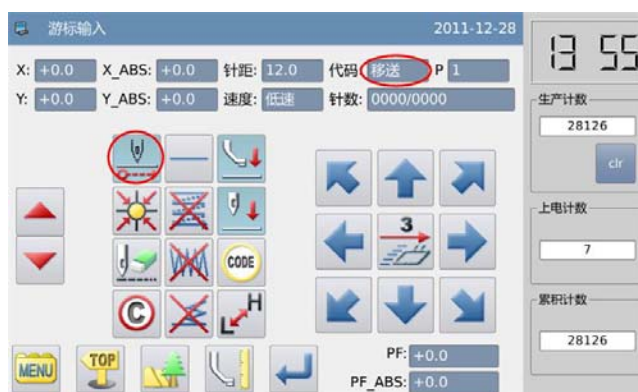 游标输入 2011-12-28
13 55
X: +0.0 X_ABS: +0.0 针距: 12.0 代码: 移送 P 1
Y: +0.0 Y_ABS: +0.0 速度: 低速 针数: 0000/0000
生产计数
28126
clr
上电计数
7
累积计数
28126
3
CODE
C
H
L
PF: +0.0
PF_ABS: +0.0
MENU
TOP